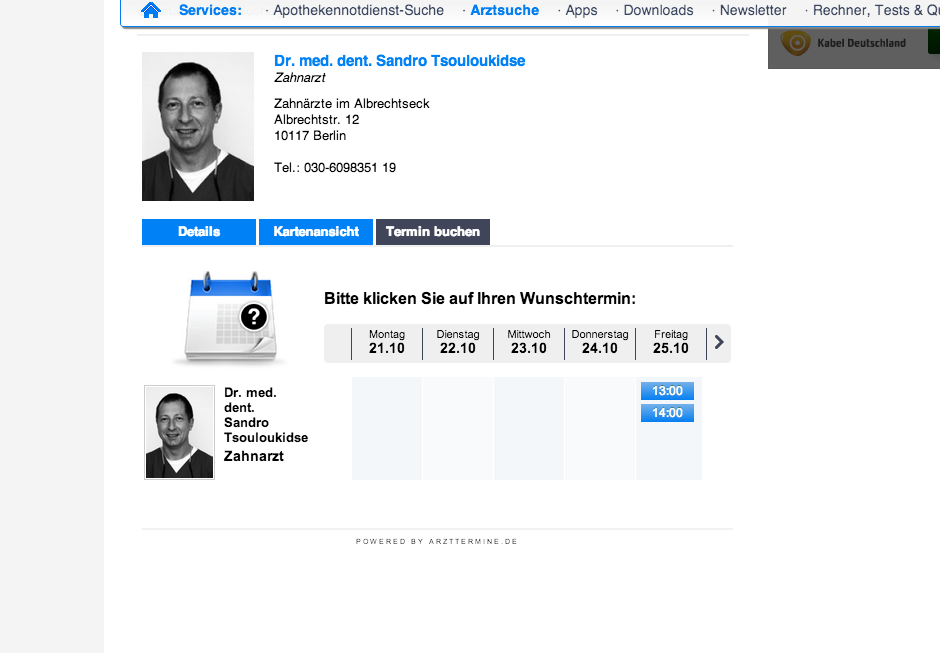 Services: · Apothekennotdienst-Suche · Arztsuche · Apps · Downloads · Newsletter · Rechner, Tests &
Kabel Deutschland
Dr. med. dent. Sandro Tsouloukidse
Zahnarzt
Zahnärzte im Albrechtseck
Albrechtstr. 12
10117 Berlin
Tel.: 030-6098351 19
Details Kartenansicht Termin buchen
?
Bitte klicken Sie auf Ihren Wunschtermin:
Montag Dienstag Mittwoch Donnerstag Freitag
21.10 22.10 23.10 24.10 25.10
Dr. med.
dent.
Sandro
Tsouloukidse
Zahnarzt
13:00
14:00
POWERED BY ARZTTERMINE.DE